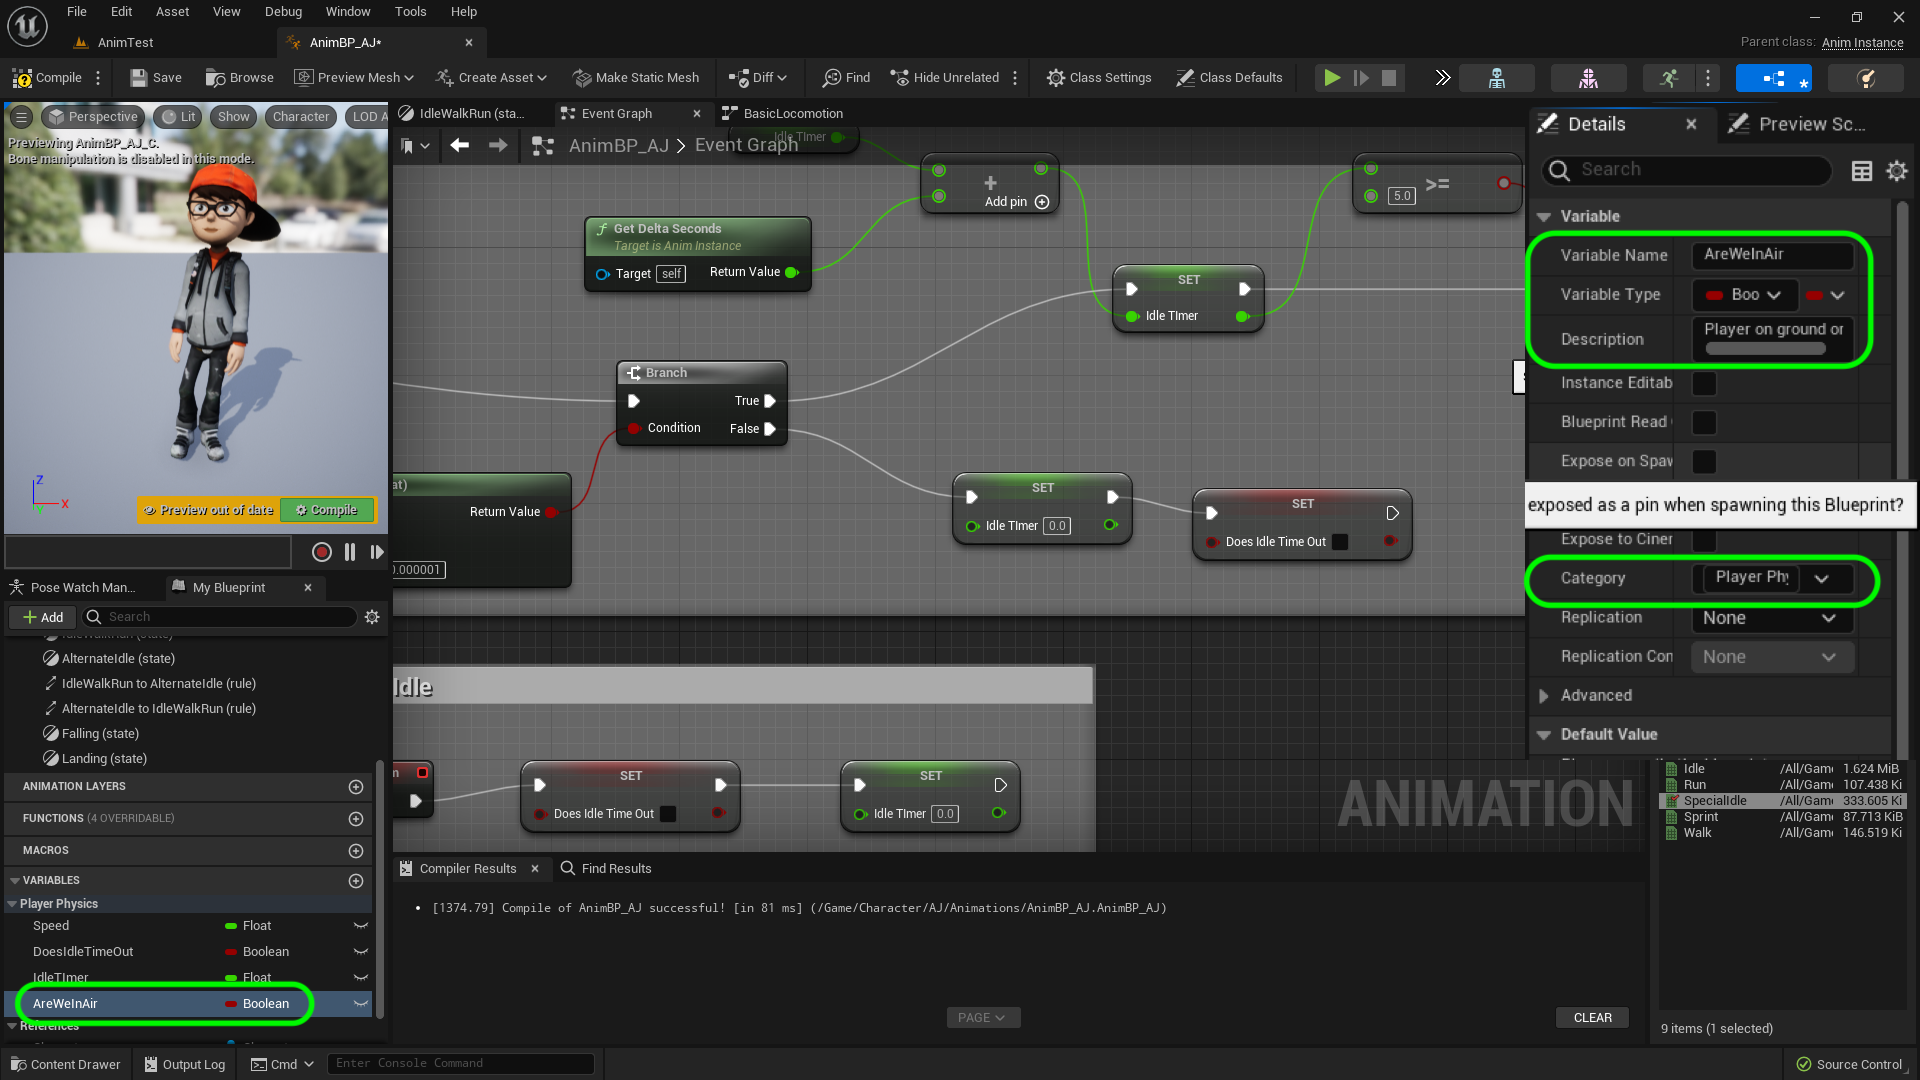 File Edit Asset View Debug Window Tools Help
AnimTest
AnimBP_AJ*
Parent class: Anim Instance
Compile
Save
Browse
Preview Mesh
Create Asset
Make Static Mesh
Diff
Find
Hide Unrelated
Class Settings
Class Defaults
Perspective
Lit
Show
Character
LOD A
Previewing AnimBP_AJ_C.
Bone manipulation is disabled in this mode.
Z
X
Preview out of date
Compile
IdleWalkRun (sta...
Event Graph
BasicLocomotion
AnimBP_AJ > Event Graph
Idle TImer
Add pin
5.0
>=
Get Delta Seconds
Target is Anim Instance
Target self
Return Value
SET
Idle TImer
Branch
True
Condition
False
at)
Return Value
0.000001
SET
Idle TImer 0.0
SET
Does Idle Time Out
Idle
SET
Does Idle Time Out
SET
Idle TImer 0.0
ANIMATION
Details
Preview Sc...
Search
Variable
Variable Name AreWeInAir
Variable Type Boo
Description Player on ground or
Instance Editab
Blueprint Read
Expose on Spaw
exposed as a pin when spawning this Blueprint?
Expose to Ciner
Category Player Phy
Replication None
Replication Con None
Advanced
Default Value
Pose Watch Man...
My Blueprint
Add
Search
IdleWalkRun (state)
AlternateIdle (state)
IdleWalkRun to AlternateIdle (rule)
AlternateIdle to IdleWalkRun (rule)
Falling (state)
Landing (state)
ANIMATION LAYERS
FUNCTIONS (4 OVERRIDABLE)
MACROS
VARIABLES
Player Physics
Speed Float
DoesIdleTimeOut Boolean
IdleTImer Float
AreWeInAir Boolean
References
Compiler Results
Find Results
[1374.79] Compile of AnimBP_AJ successful! [in 81 ms] (/Game/Character/AJ/Animations/AnimBP_AJ.AnimBP_AJ)
PAGE
CLEAR
Idle /All/Game 1.624 MiB
Run /All/Game 107.438 Ki
SpecialIdle /All/Game 333.605 Ki
Sprint /All/Game 87.713 KiB
Walk /All/Game 146.519 Ki
9 items (1 selected)
Content Drawer
Output Log
Cmd
Enter Console Command
Source Control